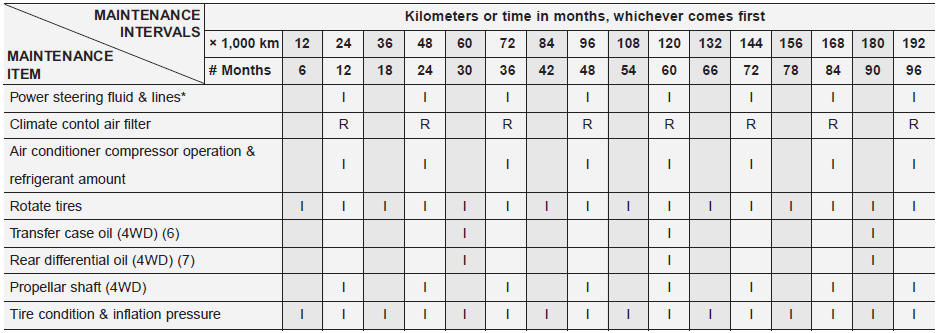 MAINTENANCE INTERVALS
MAINTENANCE ITEM
Kilometers or time in months, whichever comes first
× 1,000 km 12 24 36 48 60 72 84 96 108 120 132 144 156 168 180 192
# Months 6 12 18 24 30 36 42 48 54 60 66 72 78 84 90 96
Power steering fluid & lines* I I I I I I I I
Climate contol air filter R R R R R R R R
Air conditioner compressor operation &
refrigerant amount I I I I I I I I
Rotate tires I I I I I I I I I I I I I I I I
Transfer case oil (4WD) (6) I I I
Rear differential oil (4WD) (7) I I I
Propellar shaft (4WD) I I I I I I I I
Tire condition & inflation pressure I I I I I I I I I I I I I I I I